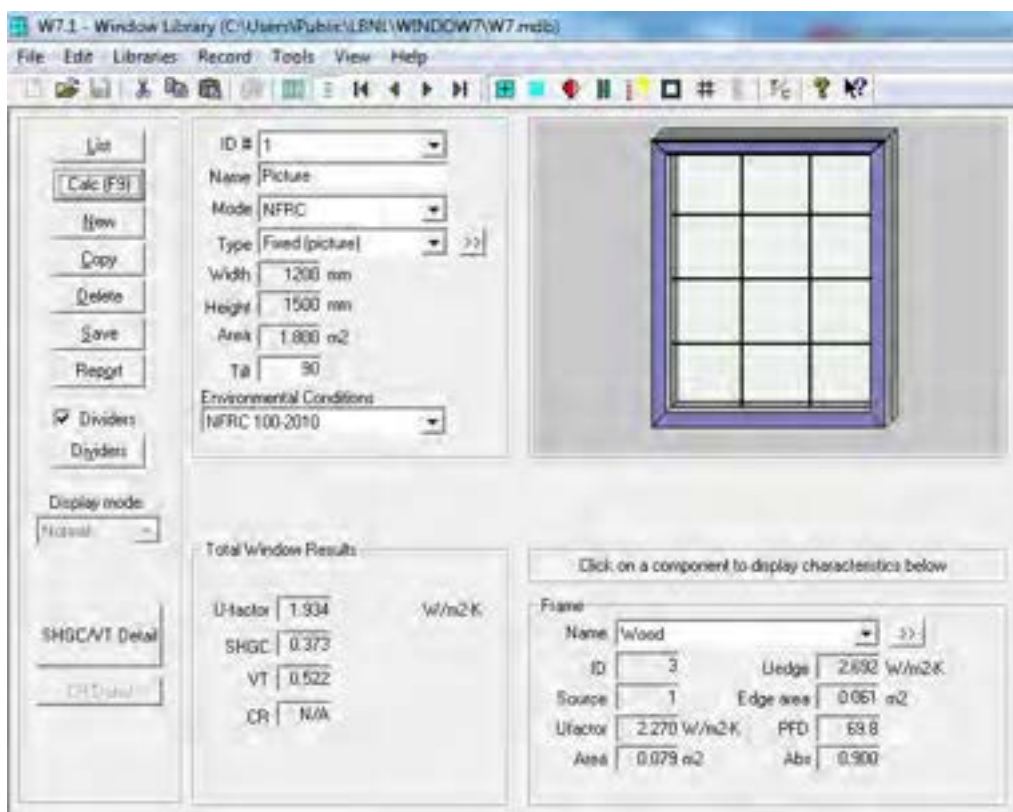 W7.1 - Window Library (C:\Users\Public\LBNL\WINDOW7\W7.mdb)
File Edit Libraries Record Tools View Help
List
Calc (F9)
New
Copy
Delete
Save
Report
Dividers
Dividers
Display mode:
Normal
SHGC/VT Detail
CR Detail
ID # 1
Name Picture
Mode NFRC
Type Fixed (picture) >>
Width 1200 mm
Height 1500 mm
Area 1.800 m2
Tilt 90
Environmental Conditions
NFRC 100-2010
Total Window Results
U-factor 1.934 W/m2-K
SHGC 0.373
VT 0.522
CR N/A
Click on a component to display characteristics below
Frame
Name Wood >>
ID 3 Uedge 2.692 W/m2-K
Source 1 Edge area 0.061 m2
Ufactor 2.270 W/m2-K PFD 69.8
Area 0.079 m2 Abs 0.900